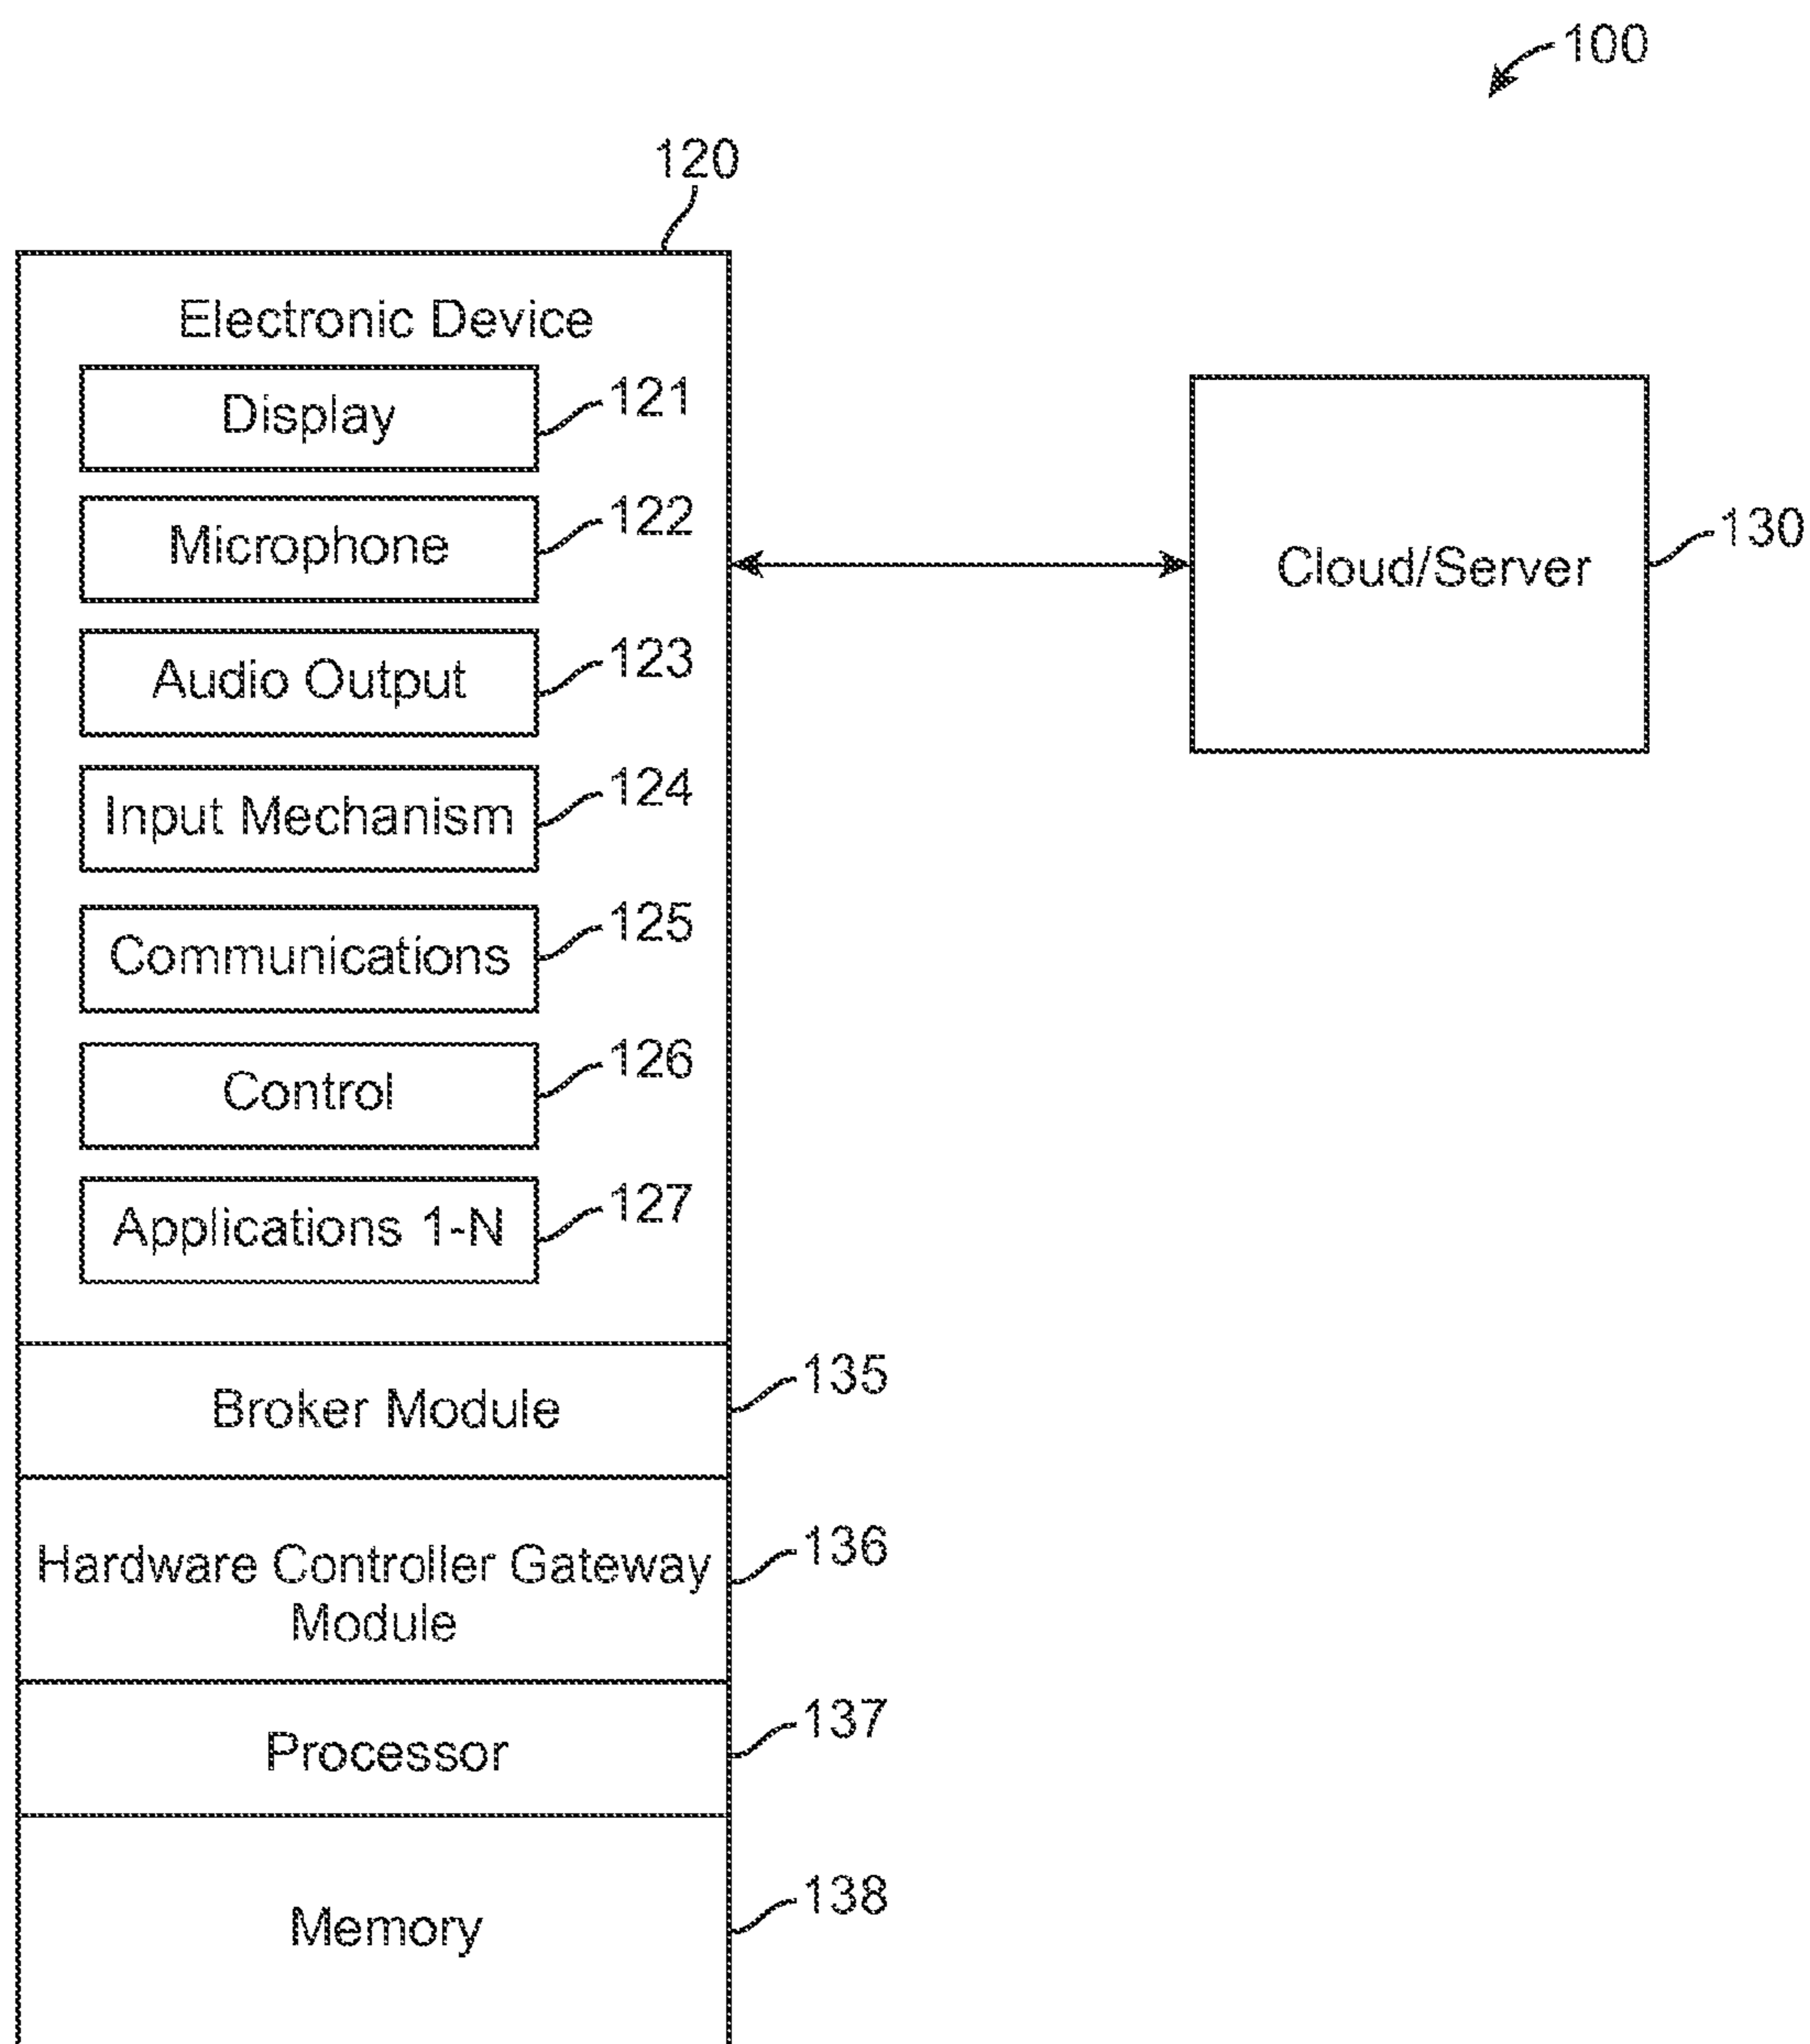 100
120
Electronic Device
Display
121
Microphone
122
Audio Output
123
Input Mechanism
124
Communications
125
Control
126
Applications 1-N
127
Cloud/Server
130
Broker Module
135
Hardware Controller Gateway
Module
136
Processor
137
Memory
138